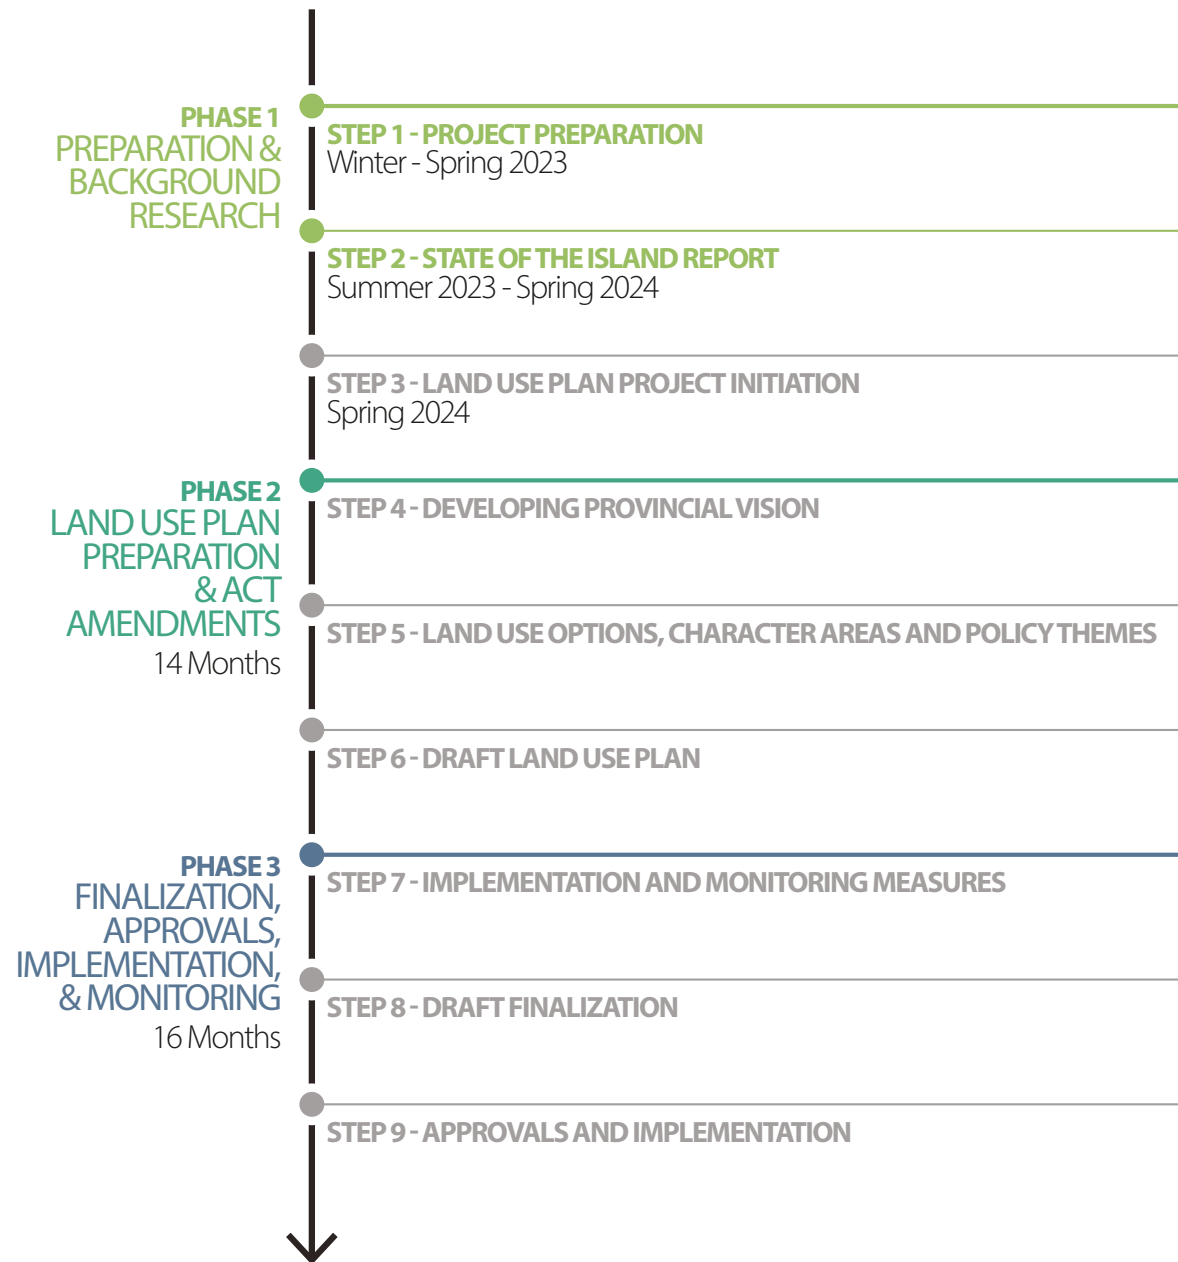 PHASE 1
PREPARATION &
BACKGROUND
RESEARCH
STEP 1 - PROJECT PREPARATION
Winter - Spring 2023
STEP 2 - STATE OF THE ISLAND REPORT
Summer 2023 - Spring 2024
STEP 3 - LAND USE PLAN PROJECT INITIATION
Spring 2024
PHASE 2
LAND USE PLAN
PREPARATION
& ACT
AMENDMENTS
14 Months
STEP 4 - DEVELOPING PROVINCIAL VISION
STEP 5 - LAND USE OPTIONS, CHARACTER AREAS AND POLICY THEMES
STEP 6 - DRAFT LAND USE PLAN
PHASE 3
FINALIZATION,
APPROVALS,
IMPLEMENTATION,
& MONITORING
16 Months
STEP 7 - IMPLEMENTATION AND MONITORING MEASURES
STEP 8 - DRAFT FINALIZATION
STEP 9 - APPROVALS AND IMPLEMENTATION